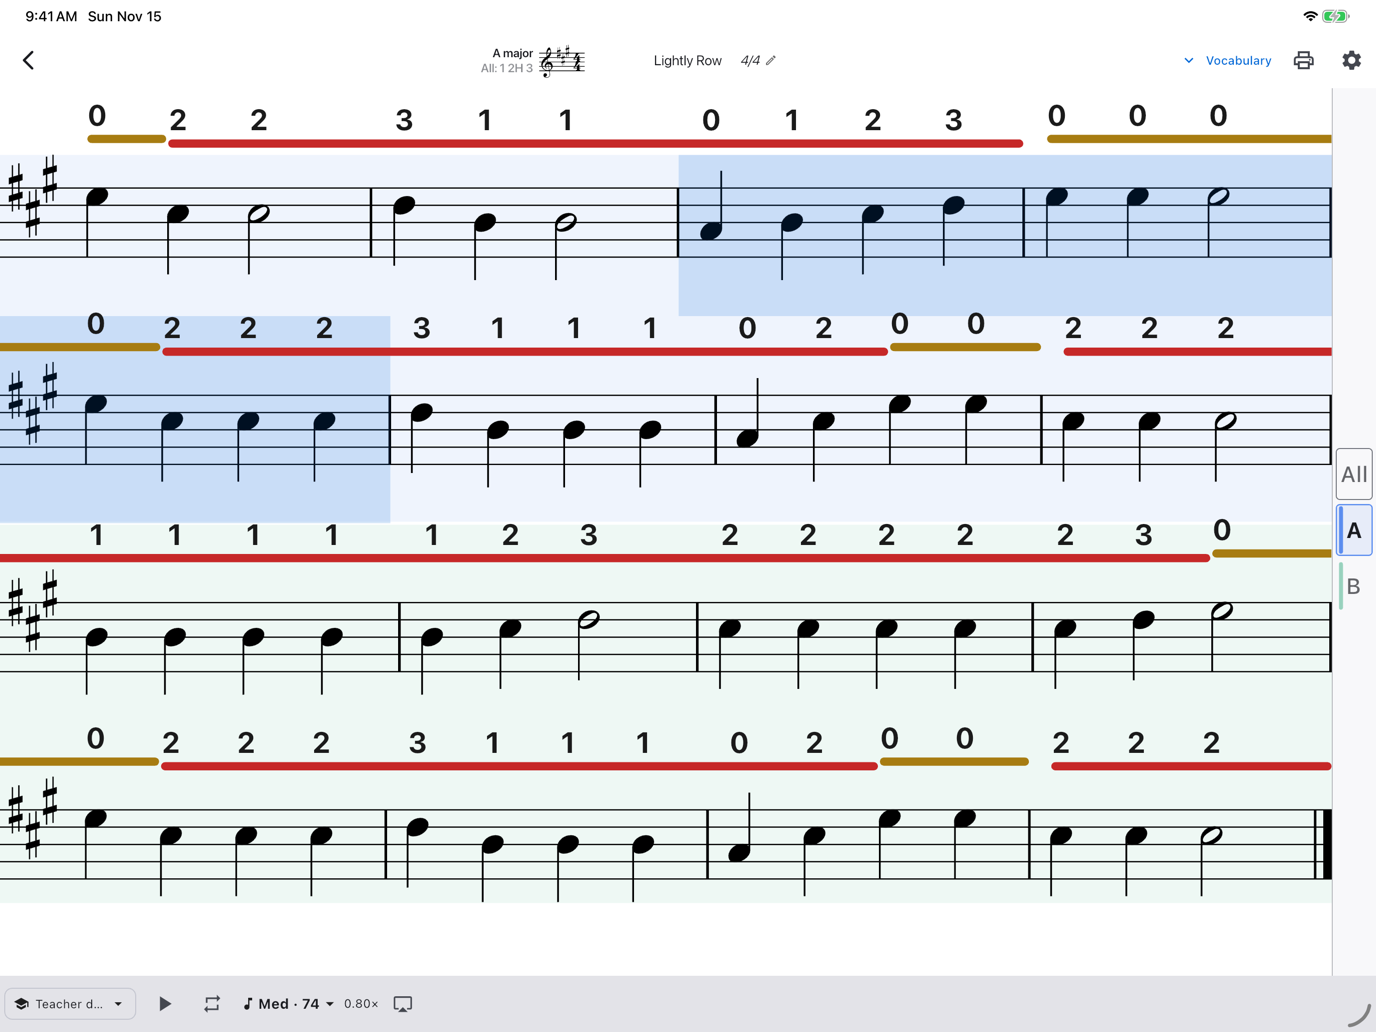 9:41 AM Sun Nov 15
A major
All: 1 2H 3
Lightly Row 4/4
Vocabulary
0 2 2 3 1 1 0 1 2 3 0 0 0
0 2 2 2 3 1 1 1 0 2 0 0 2 2 2
All
A
B
1 1 1 1 1 2 3 2 2 2 2 2 3 0
0 2 2 2 3 1 1 1 0 2 0 0 2 2 2
Teacher d... Med · 74 0.80×